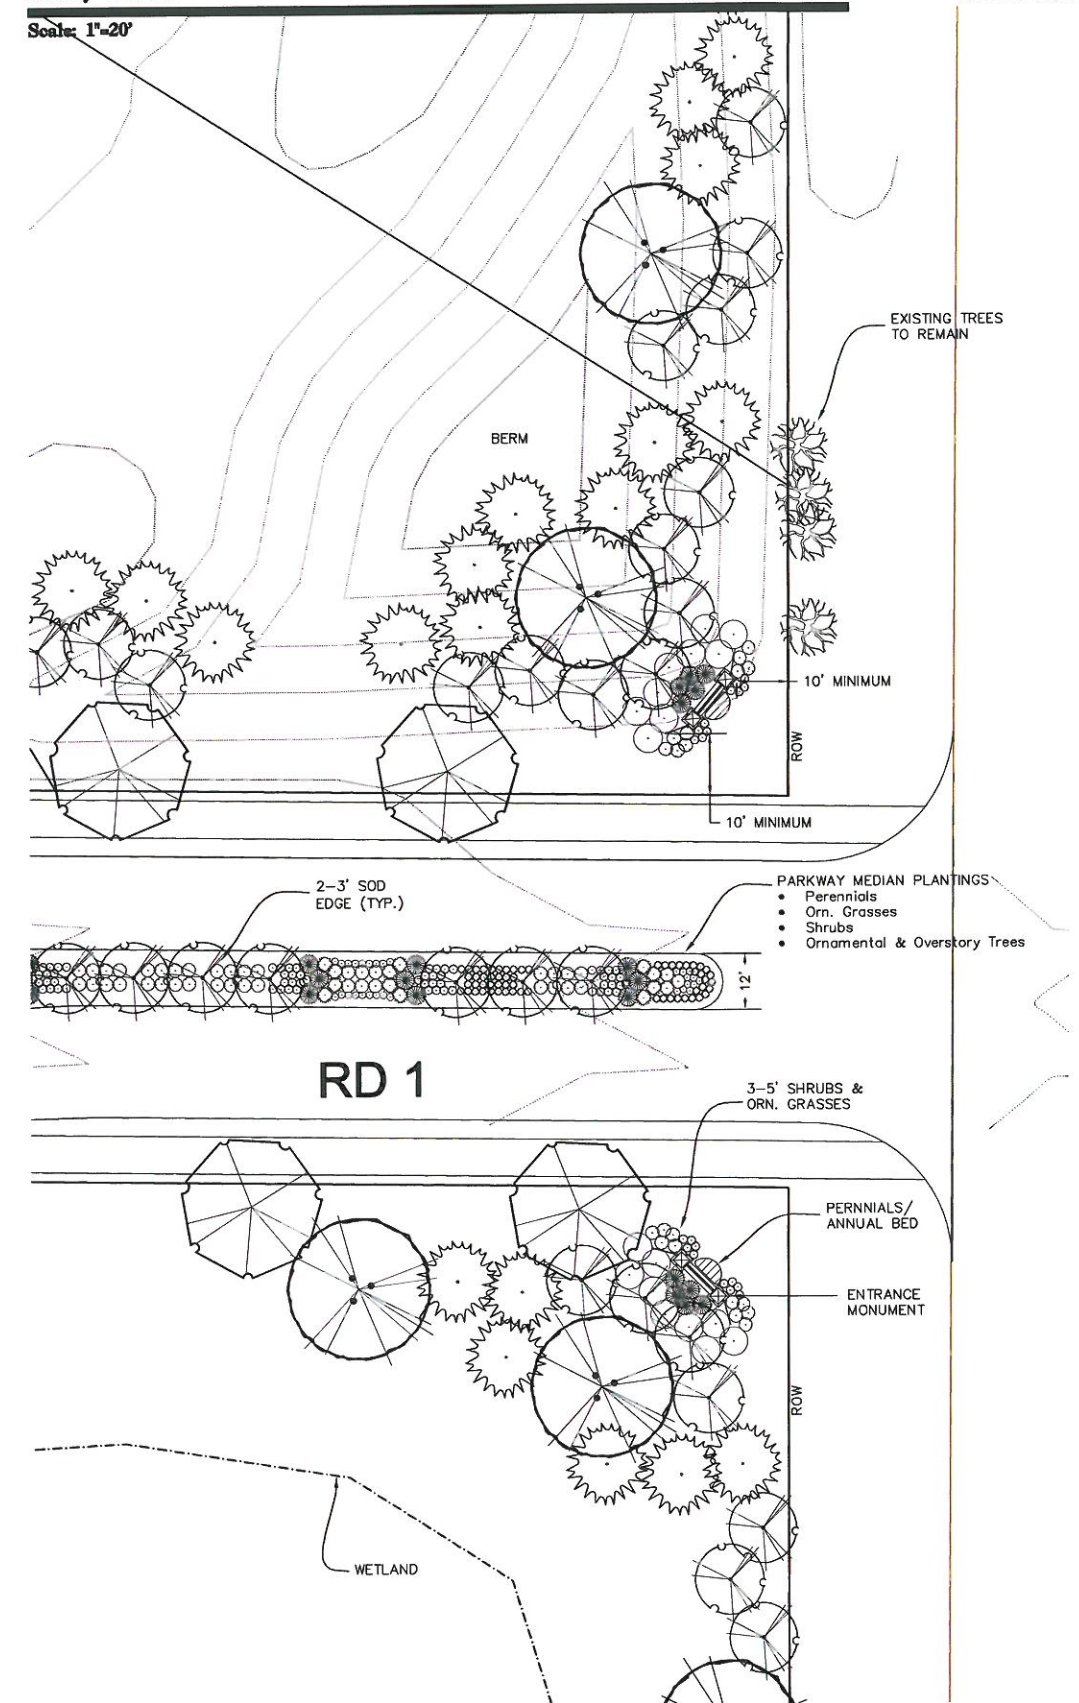 Scale: 1"=20'
EXISTING TREES
TO REMAIN
BERM
10' MINIMUM
ROW
10' MINIMUM
2-3' SOD
EDGE (TYP.)
PARKWAY MEDIAN PLANTINGS
• Perennials
• Orn. Grasses
• Shrubs
• Ornamental & Overstory Trees
12'
RD 1
3-5' SHRUBS &
ORN. GRASSES
PERNNIALS/
ANNUAL BED
ENTRANCE
MONUMENT
ROW
WETLAND